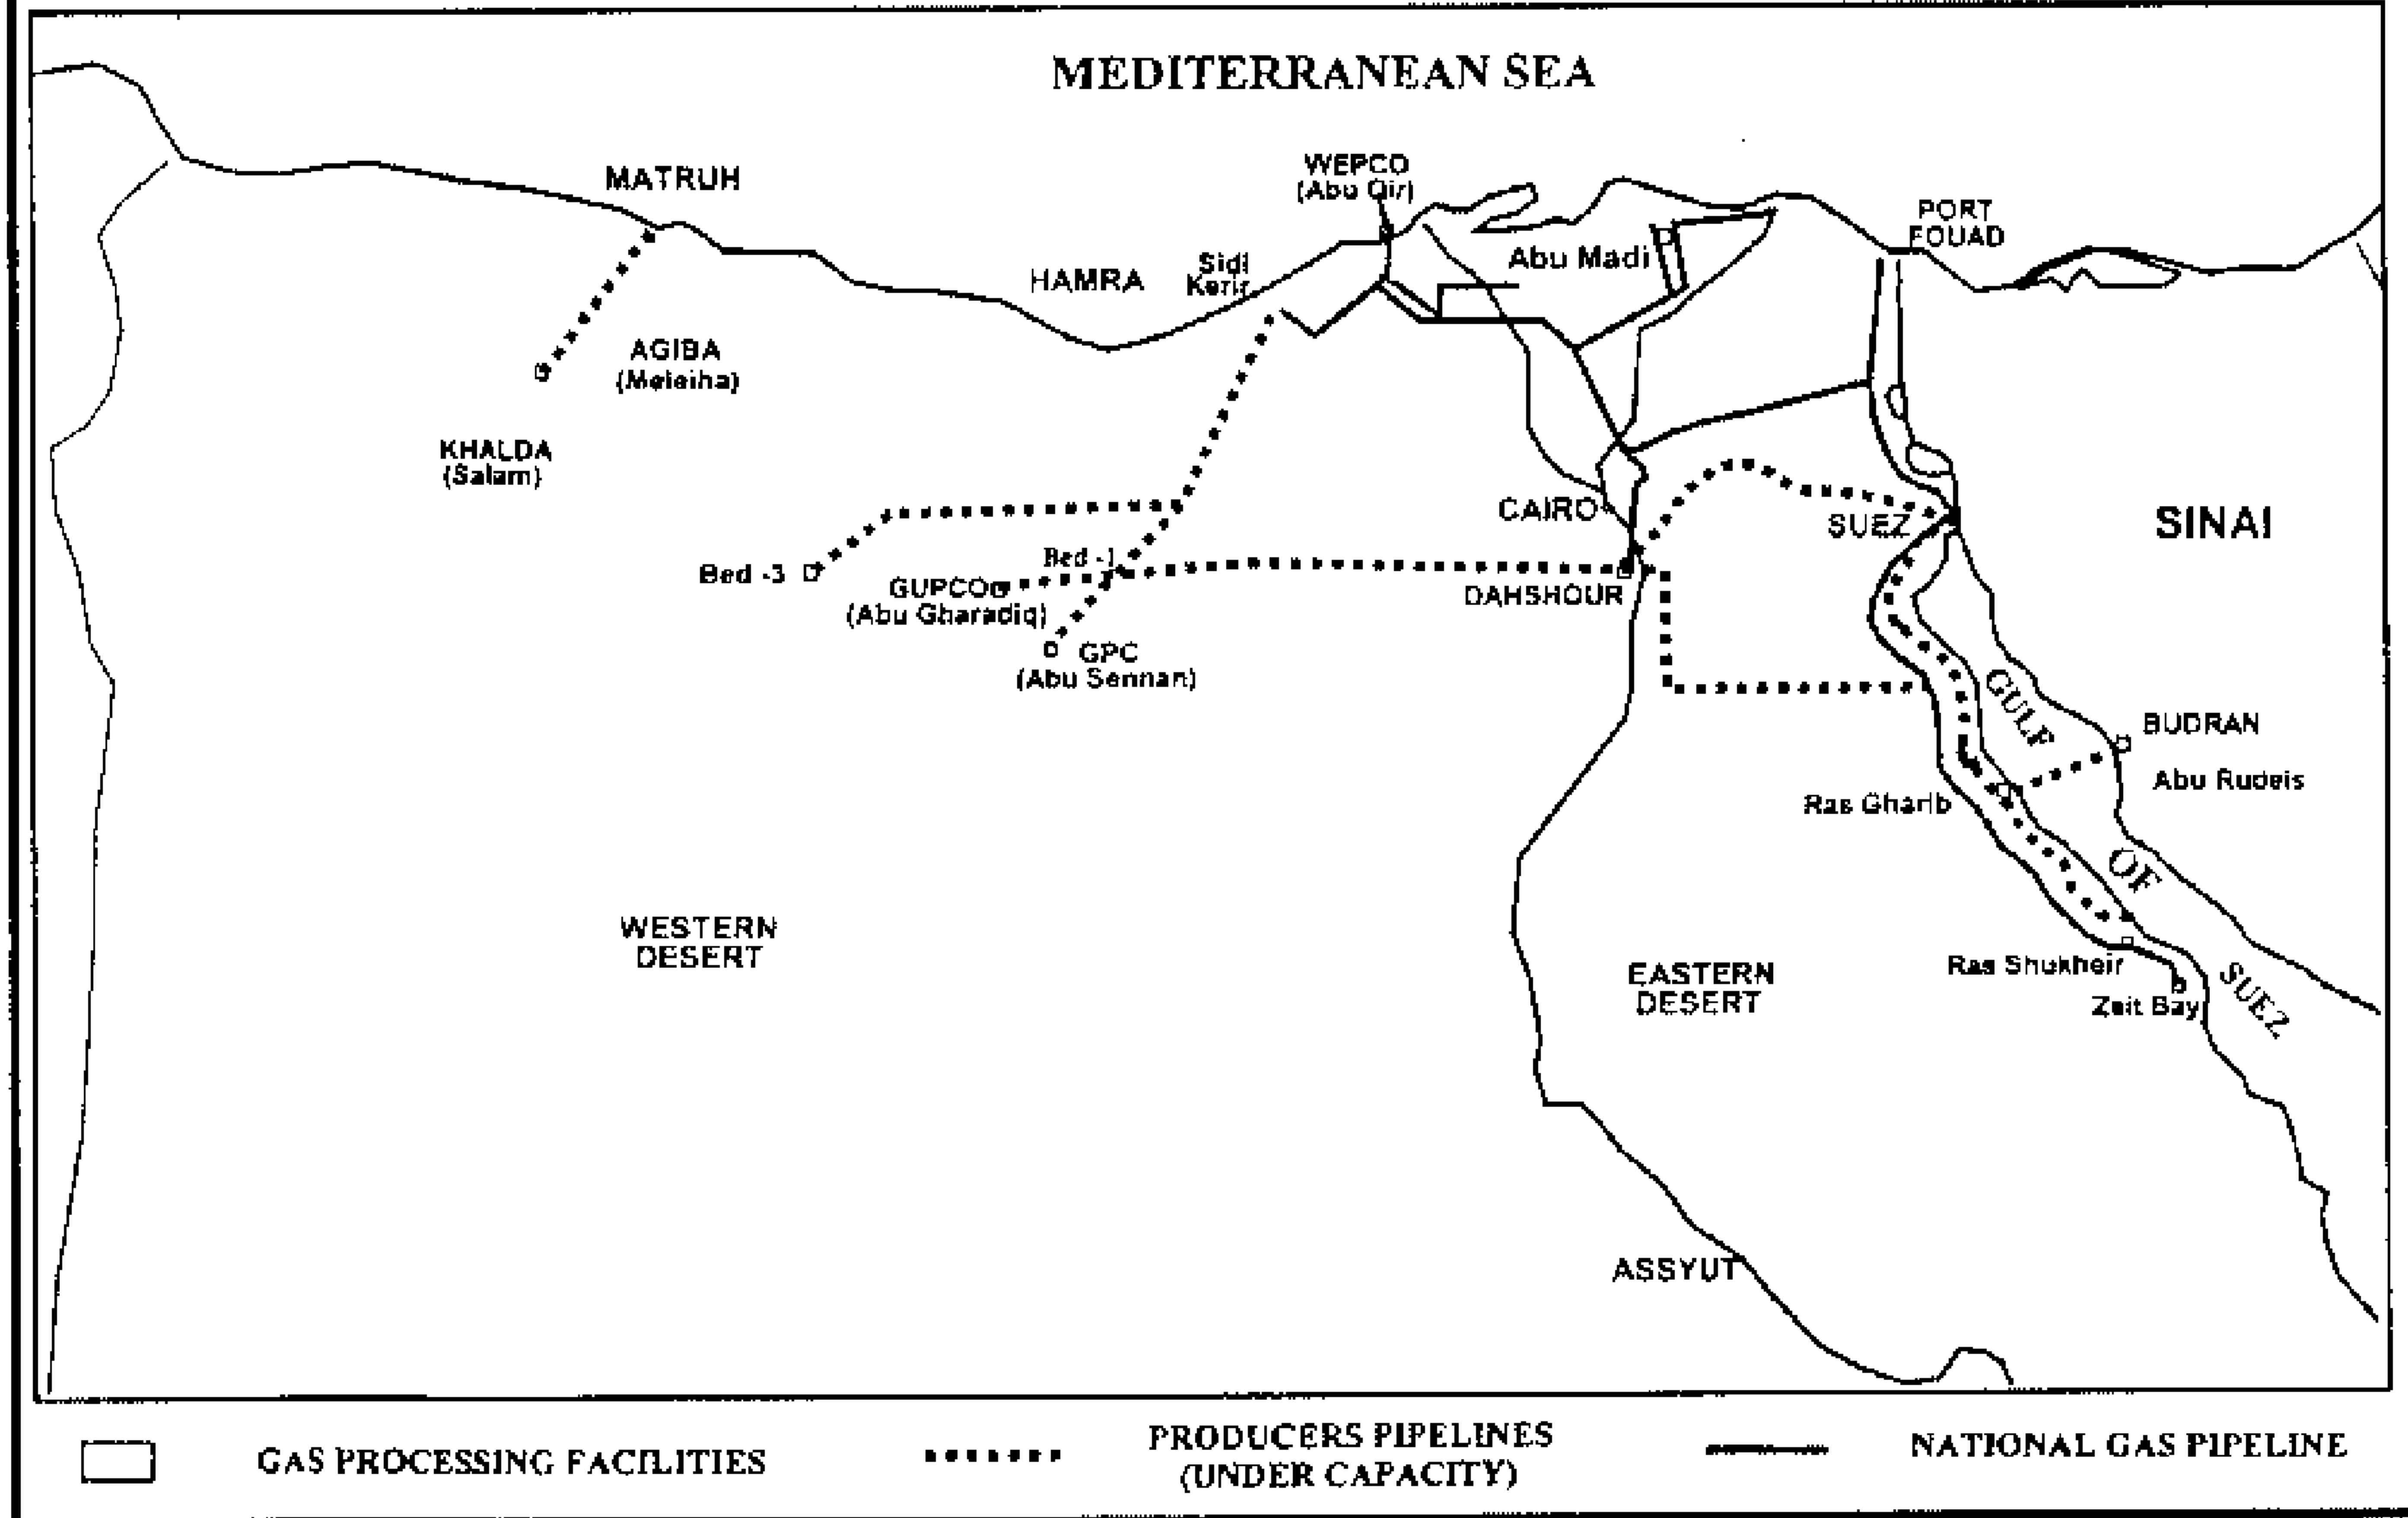 MEDITERRANEAN SEA
MATRUH
WEPCO
(Abu Qir)
PORT
FOUAD
Abu Madi
Sidi
Kerir
HAMRA
AGIBA
(Meleiha)
KHALDA
(Salam)
CAIRO
SUEZ
SINAI
Bed -3
Bed -1
GUPCO
(Abu Gharadiq)
DAHSHOUR
GPC
(Abu Sennan)
GULF
OF
SUEZ
BUDRAN
Abu Rudeis
Ras Gharib
WESTERN
DESERT
EASTERN
DESERT
Ras Shukheir
Zeit Bay
ASSYUT
GAS PROCESSING FACILITIES
PRODUCERS PIPELINES
(UNDER CAPACITY)
NATIONAL GAS PIPELINE